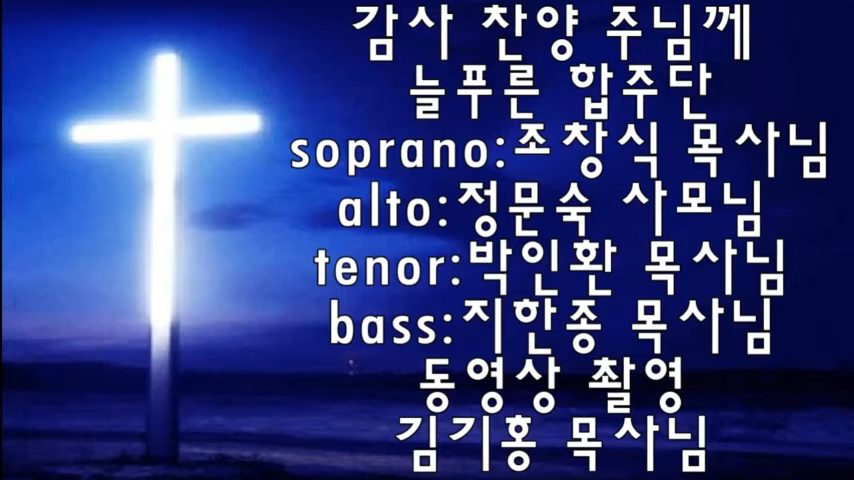 감사 찬양 주님께
늘푸른 합주단
soprano:조창식 목사님
alto:정문숙 사모님
tenor:박인환 목사님
bass:지한종 목사님
동영상 촬영
김기홍 목사님